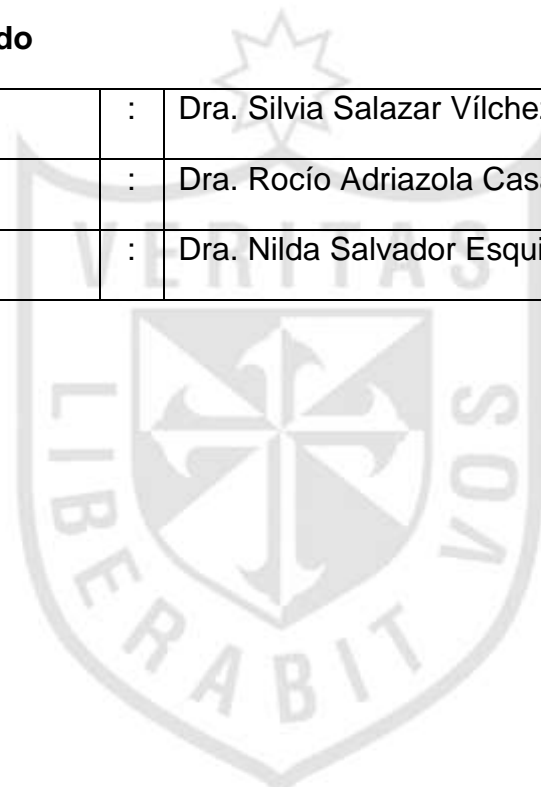 do
: Dra. Silvia Salazar Vílche
: Dra. Rocío Adriazola Cas
: Dra. Nilda Salvador Esqui
VERITAS
LIBERABIT VOS